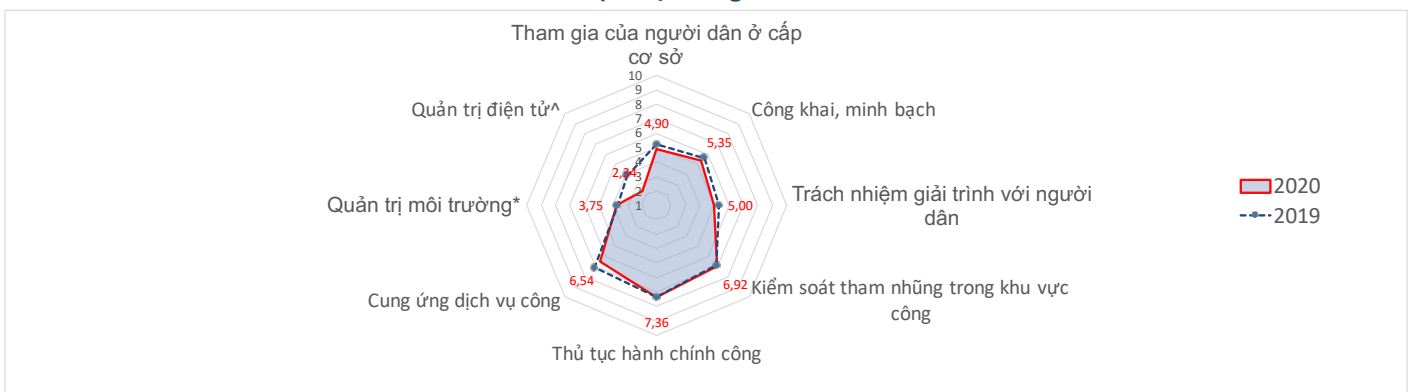 Tham gia của người dân ở cấp
cơ sở
10
9
8
7
6
5
4
3
2
1
Quản trị điện tử^
Công khai, minh bạch
4,90
5,35
2,34
Quản trị môi trường*
3,75
5,00
Trách nhiệm giải trình với người
dân
2020
2019
6,54
6,92
Kiểm soát tham nhũng trong khu vực
công
Cung ứng dịch vụ công
7,36
Thủ tục hành chính công